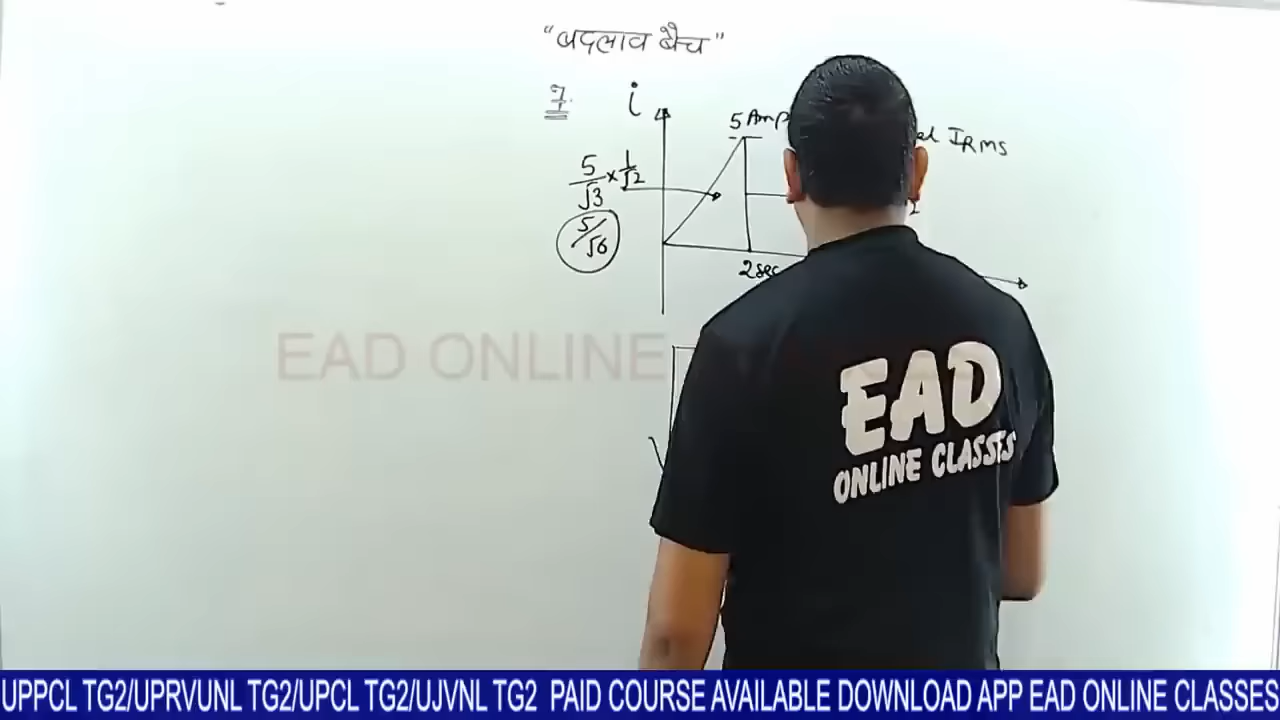 "बदलाव बैच"
7
i
5 Amp
IRMS
5/√3 × 1/√2
5/√6
2sec
EAD ONLINE
EAD
ONLINE CLASSES
UPPCL TG2/UPRVUNL TG2/UPCL TG2/UJVNL TG2 PAID COURSE AVAILABLE DOWNLOAD APP EAD ONLINE CLASSES